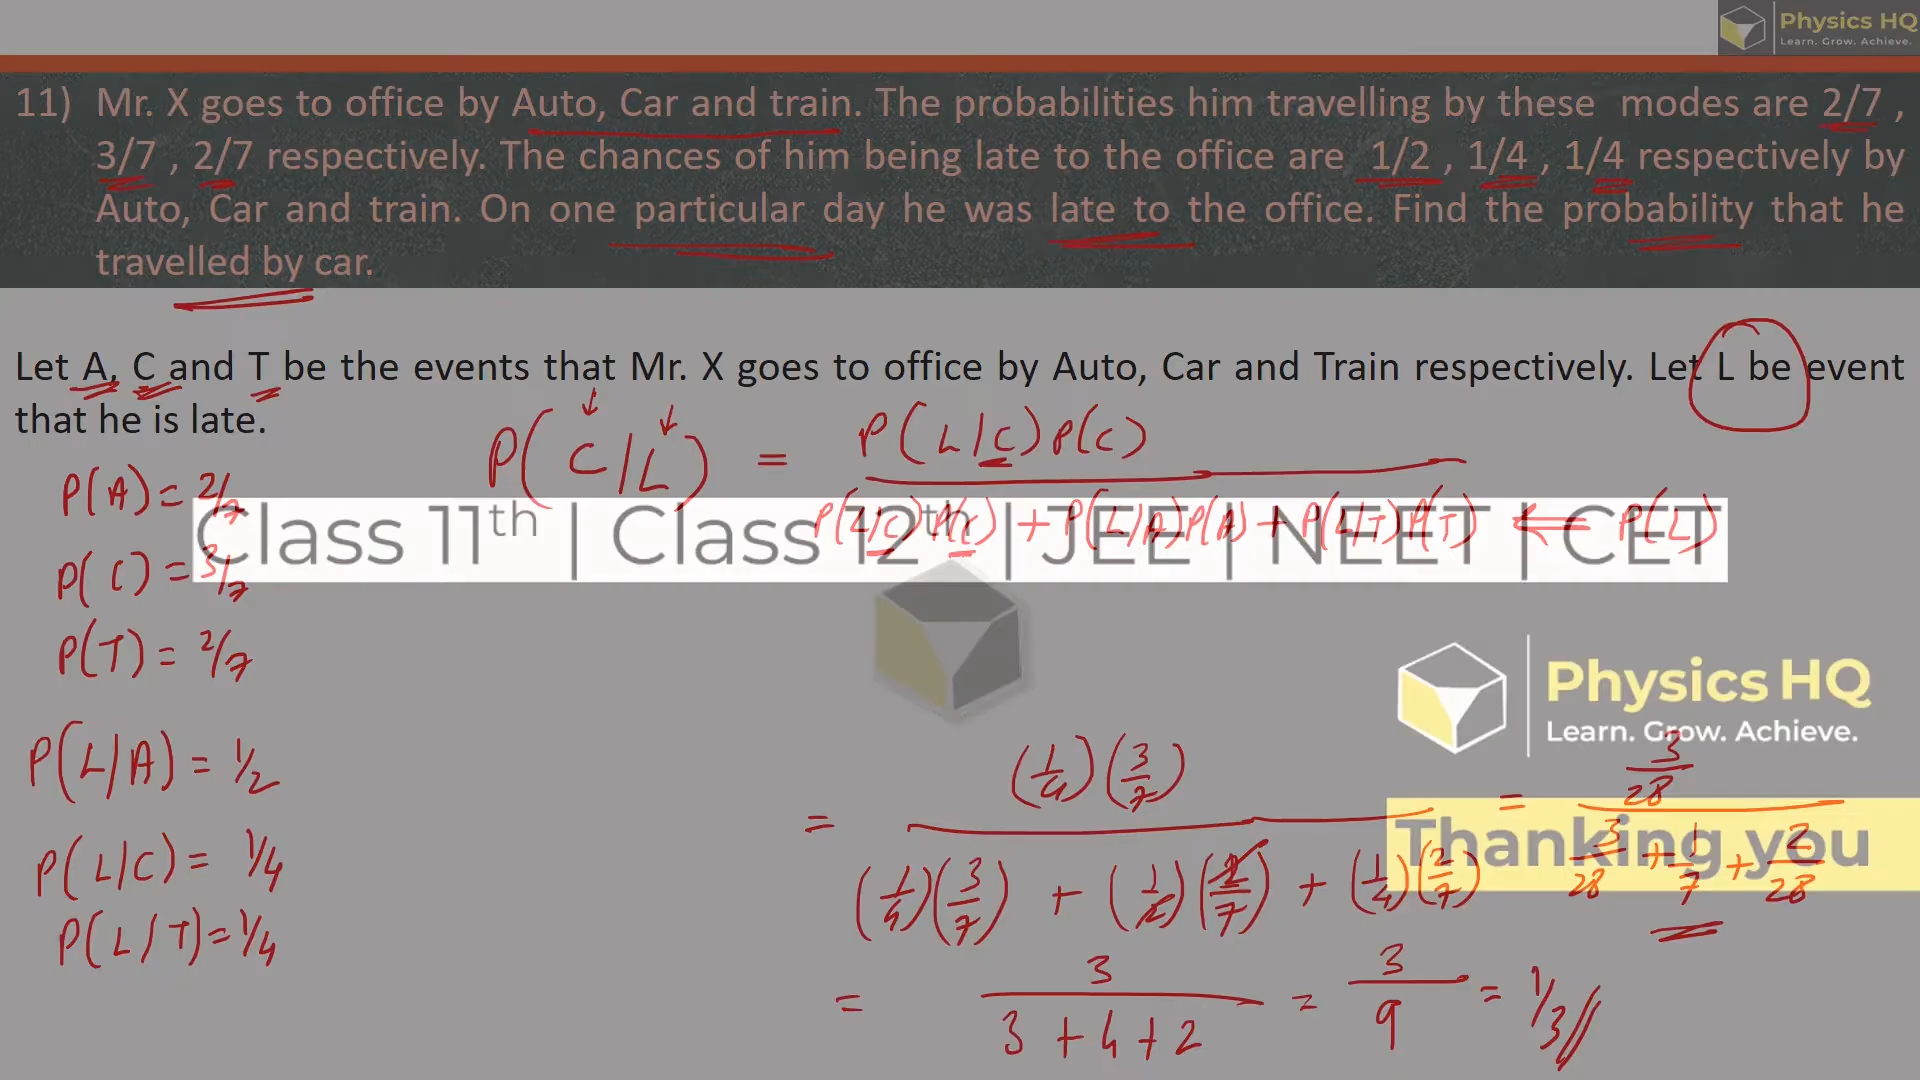 Physics HQ
Learn. Grow. Achieve.
11) Mr. X goes to office by Auto, Car and train. The probabilities him travelling by these modes are 2/7 ,
3/7 , 2/7 respectively. The chances of him being late to the office are 1/2 , 1/4 , 1/4 respectively by
Auto, Car and train. On one particular day he was late to the office. Find the probability that he
travelled by car.
Let A, C and T be the events that Mr. X goes to office by Auto, Car and Train respectively. Let L be event
that he is late.
P(C/L) = P(L/C)P(C)
P(L/C)P(C) + P(L/A)P(A) + P(L/T)P(T) ⇐ P(L)
P(A) = 2/7
Class 11th | Class 12th | JEE | NEET | CET
P(C) = 3/7
P(T) = 2/7
Physics HQ
Learn. Grow. Achieve.
P(L/A) = 1/2
P(L/C) = 1/4
P(L/T) = 1/4
Thanking you
= (1/4)(3/7)
(1/4)(3/7) + (1/2)(2/7) + (1/4)(2/7)
= 3/28
3/28 + 1/7 + 2/28
= 3
3 + 4 + 2
= 3/9 = 1/3//